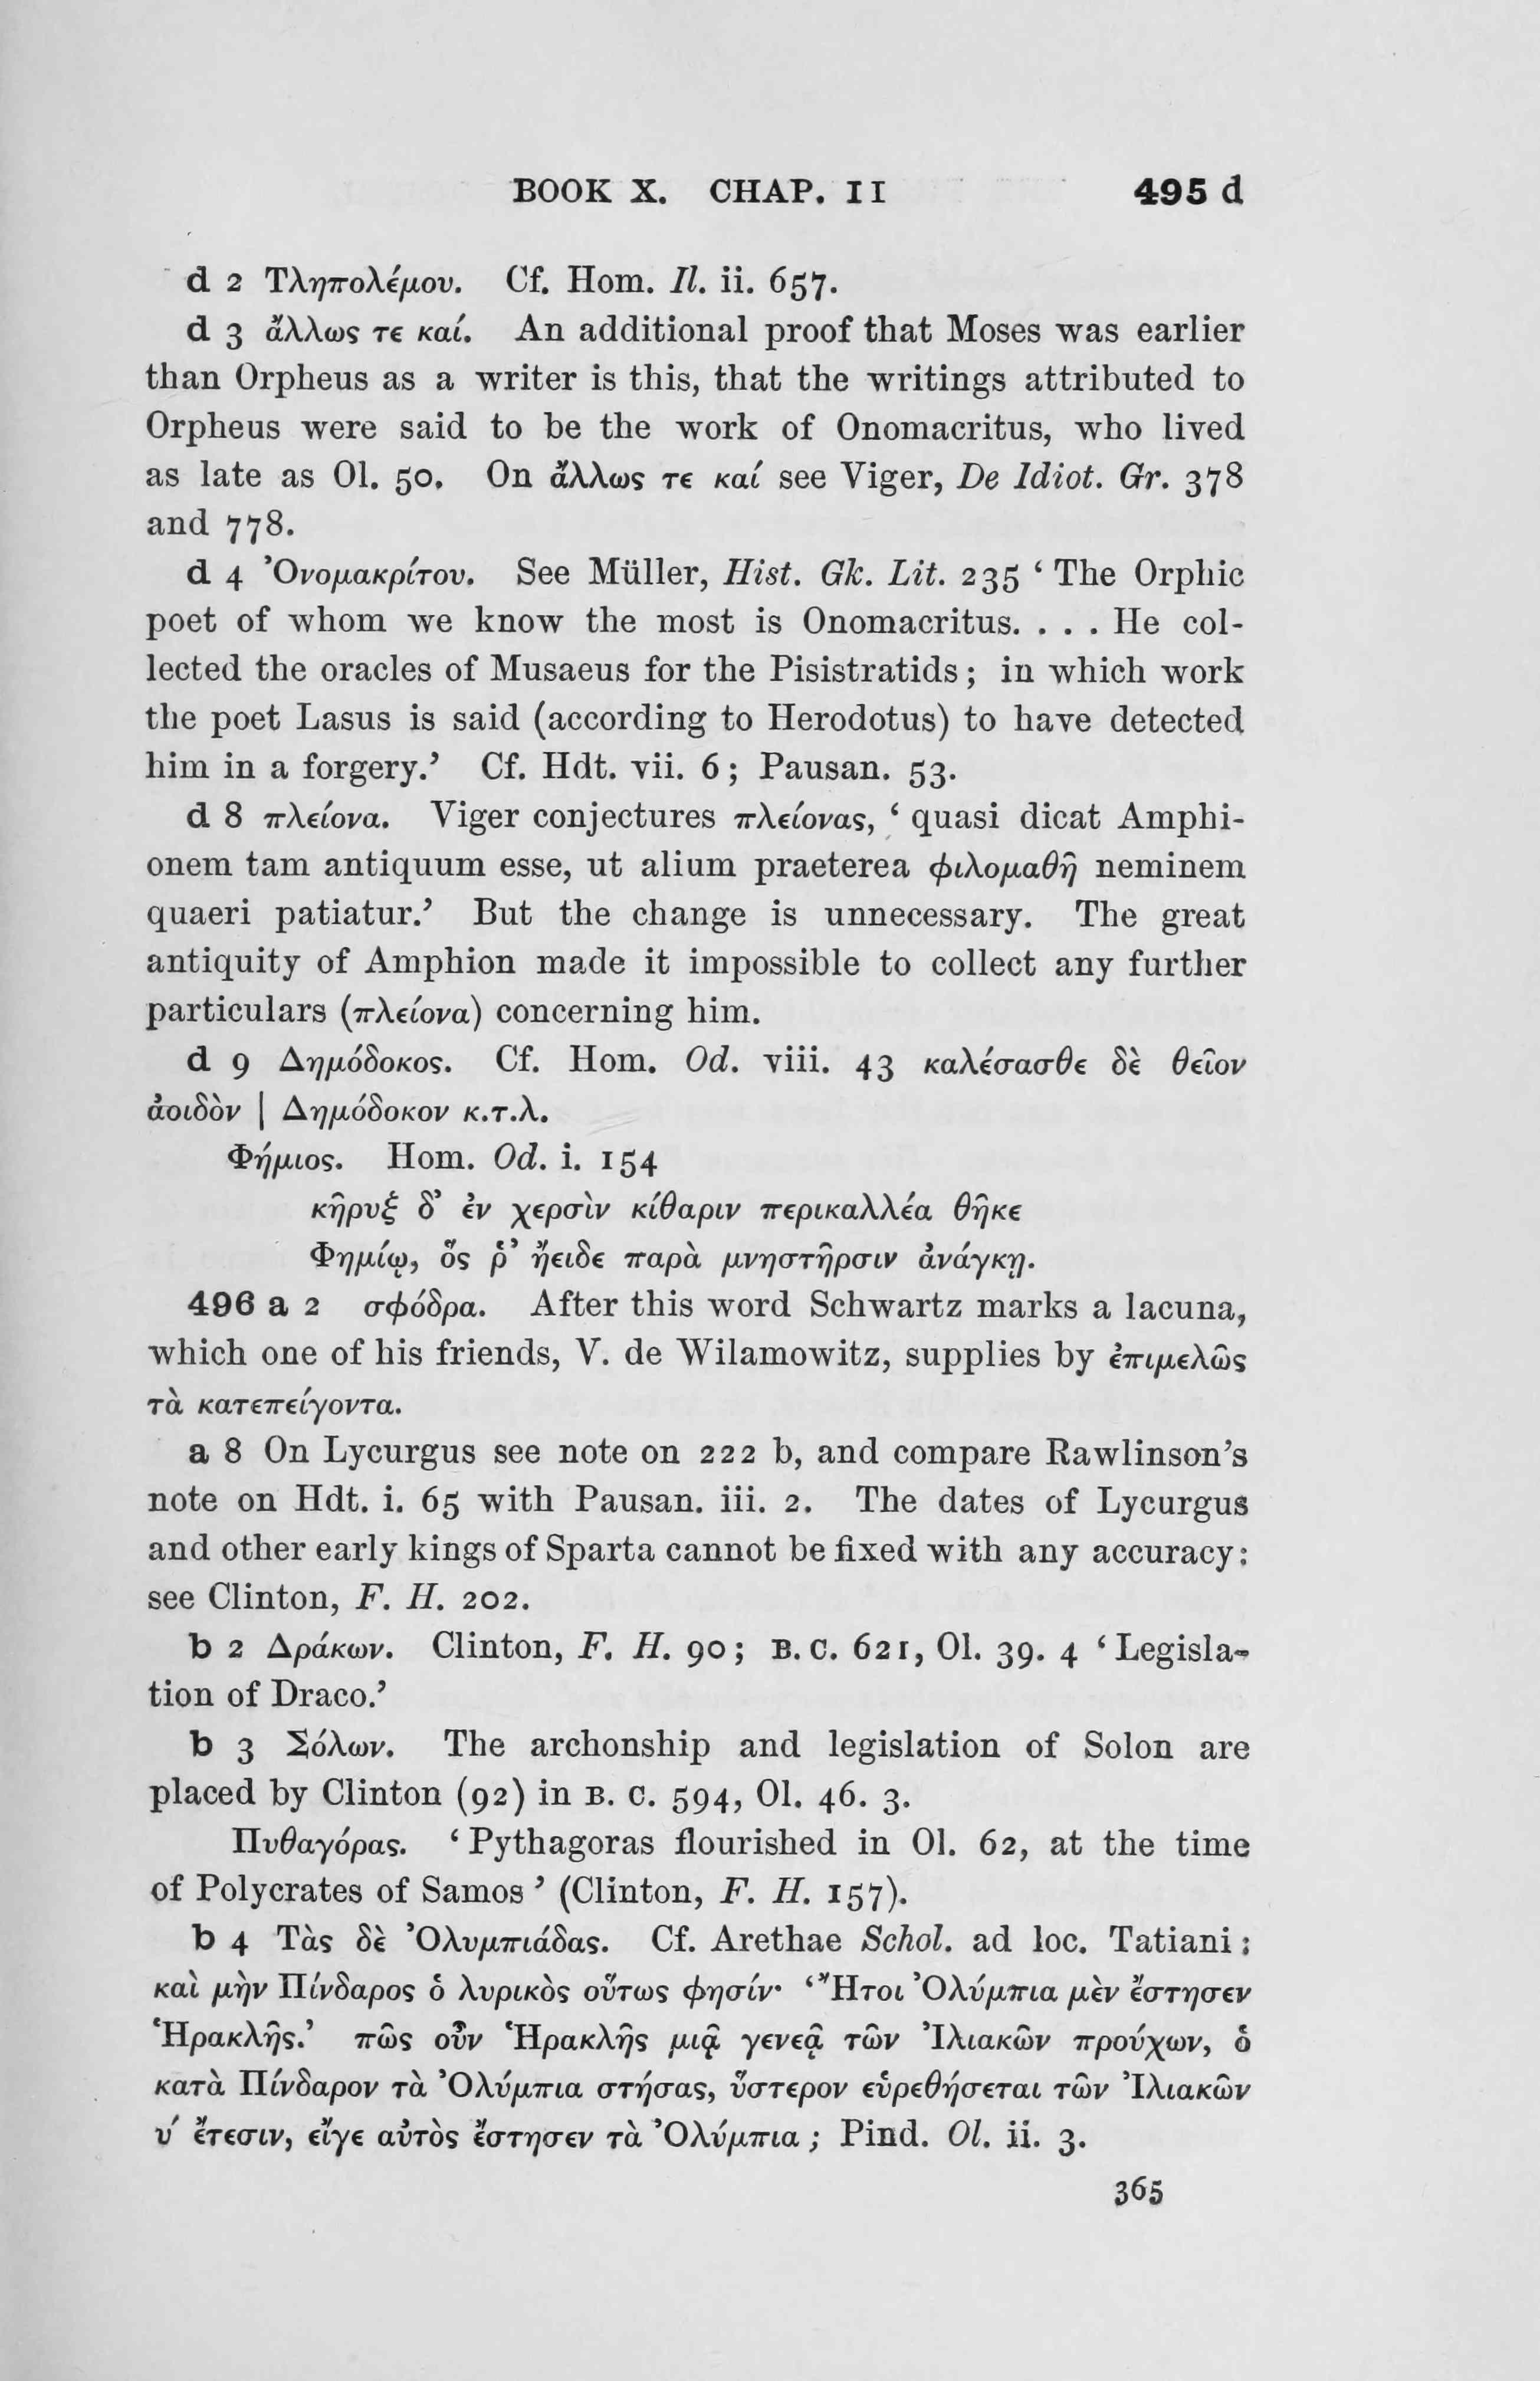 BOOK X. CHAP. II 495 d
d 2 Τληπολέμου. Cf. Hom. Il. ii. 657.
d 3 ἄλλως τε καί. An additional proof that Moses was earlier
than Orpheus as a writer is this, that the writings attributed to
Orpheus were said to be the work of Onomacritus, who lived
as late as Ol. 50. On ἄλλως τε καί see Viger, De Idiot. Gr. 378
and 778.
d 4 Ὀνομακρίτου. See Müller, Hist. Gk. Lit. 235 ‘ The Orphic
poet of whom we know the most is Onomacritus. . . . He col-
lected the oracles of Musaeus for the Pisistratids ; in which work
the poet Lasus is said (according to Herodotus) to have detected
him in a forgery.’ Cf. Hdt. vii. 6 ; Pausan. 53.
d 8 πλείονα. Viger conjectures πλείονας, ‘ quasi dicat Amphi-
onem tam antiquum esse, ut alium praeterea φιλομαθῆ neminem
quaeri patiatur.’ But the change is unnecessary. The great
antiquity of Amphion made it impossible to collect any further
particulars (πλείονα) concerning him.
d 9 Δημόδοκος. Cf. Hom. Od. viii. 43 καλέσασθε δὲ θεῖον
ἀοιδὸν | Δημόδοκον κ.τ.λ.
Φήμιος. Hom. Od. i. 154
κῆρυξ δ’ ἐν χερσὶν κίθαριν περικαλλέα θῆκε
Φημίῳ, ὅς ῥ’ ἤειδε παρὰ μνηστῆρσιν ἀνάγκῃ.
496 a 2 σφόδρα. After this word Schwartz marks a lacuna,
which one of his friends, V. de Wilamowitz, supplies by ἐπιμελῶς
τὰ κατεπείγοντα.
a 8 On Lycurgus see note on 222 b, and compare Rawlinson’s
note on Hdt. i. 65 with Pausan. iii. 2. The dates of Lycurgus
and other early kings of Sparta cannot be fixed with any accuracy:
see Clinton, F. H. 202.
b 2 Δράκων. Clinton, F. H. 90 ; B.C. 621, Ol. 39. 4 ‘ Legisla-
tion of Draco.’
b 3 Σόλων. The archonship and legislation of Solon are
placed by Clinton (92) in B. C. 594, Ol. 46. 3.
Πυθαγόρας. ‘ Pythagoras flourished in Ol. 62, at the time
of Polycrates of Samos ’ (Clinton, F. H. 157).
b 4 Τὰς δὲ Ὀλυμπιάδας. Cf. Arethae Schol. ad loc. Tatiani :
καὶ μὴν Πίνδαρος ὁ λυρικὸς οὕτως φησίν· ‘Ἤτοι Ὀλύμπια μὲν ἔστησεν
Ἡρακλῆς.’ πῶς οὖν Ἡρακλῆς μιᾷ γενεᾷ τῶν Ἰλιακῶν προύχων, ὁ
κατὰ Πίνδαρον τὰ Ὀλύμπια στήσας, ὕστερον εὑρεθήσεται τῶν Ἰλιακῶν
υ´ ἔτεσιν, εἴγε αὐτὸς ἔστησεν τὰ Ὀλύμπια ; Pind. Ol. ii. 3.
365